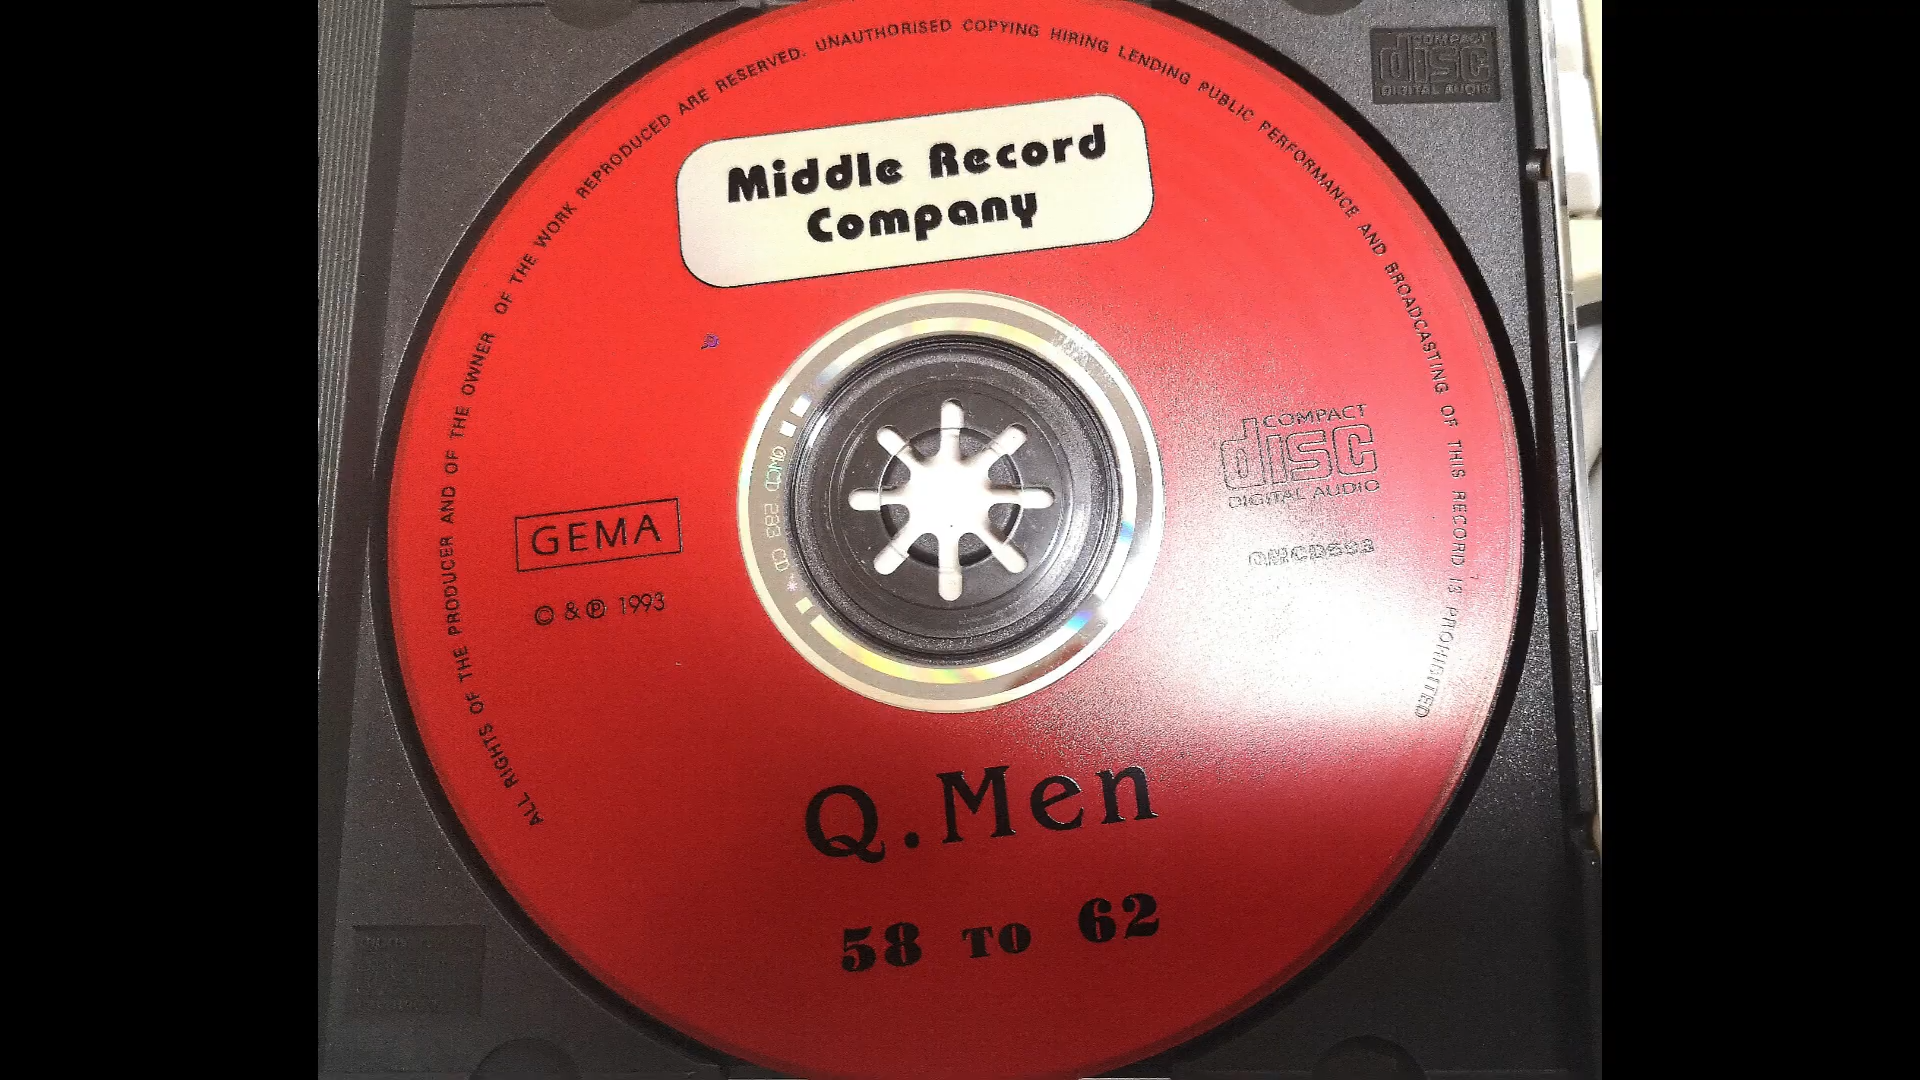 ALL RIGHTS OF THE PRODUCER AND OF THE OWNER OF THE WORK REPRODUCED ARE RESERVED. UNAUTHORISED COPYING HIRING LENDING PUBLIC PERFORMANCE AND BROADCASTING OF THIS RECORD IS PROHIBITED
COMPACT
disc
DIGITAL AUDIO
Middle Record
Company
COMPACT
disc
DIGITAL AUDIO
GEMA
© & ℗ 1993
CD
Q.Men
58 TO 62